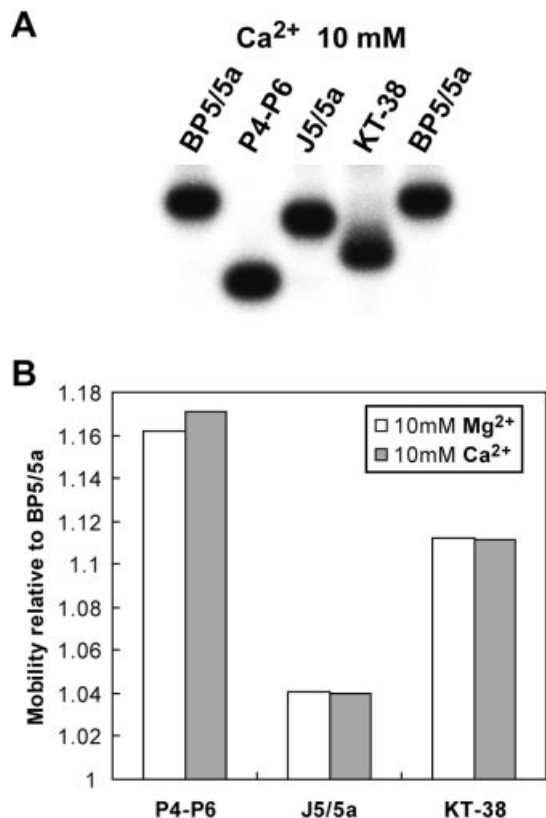 A
Ca²⁺ 10 mM
BP5/5a
P4-P6
J5/5a
KT-38
BP5/5a
B
Mobility relative to BP5/5a
1.18
1.16
1.14
1.12
1.1
1.08
1.06
1.04
1.02
1
10mM Mg²⁺
10mM Ca²⁺
P4-P6 J5/5a KT-38